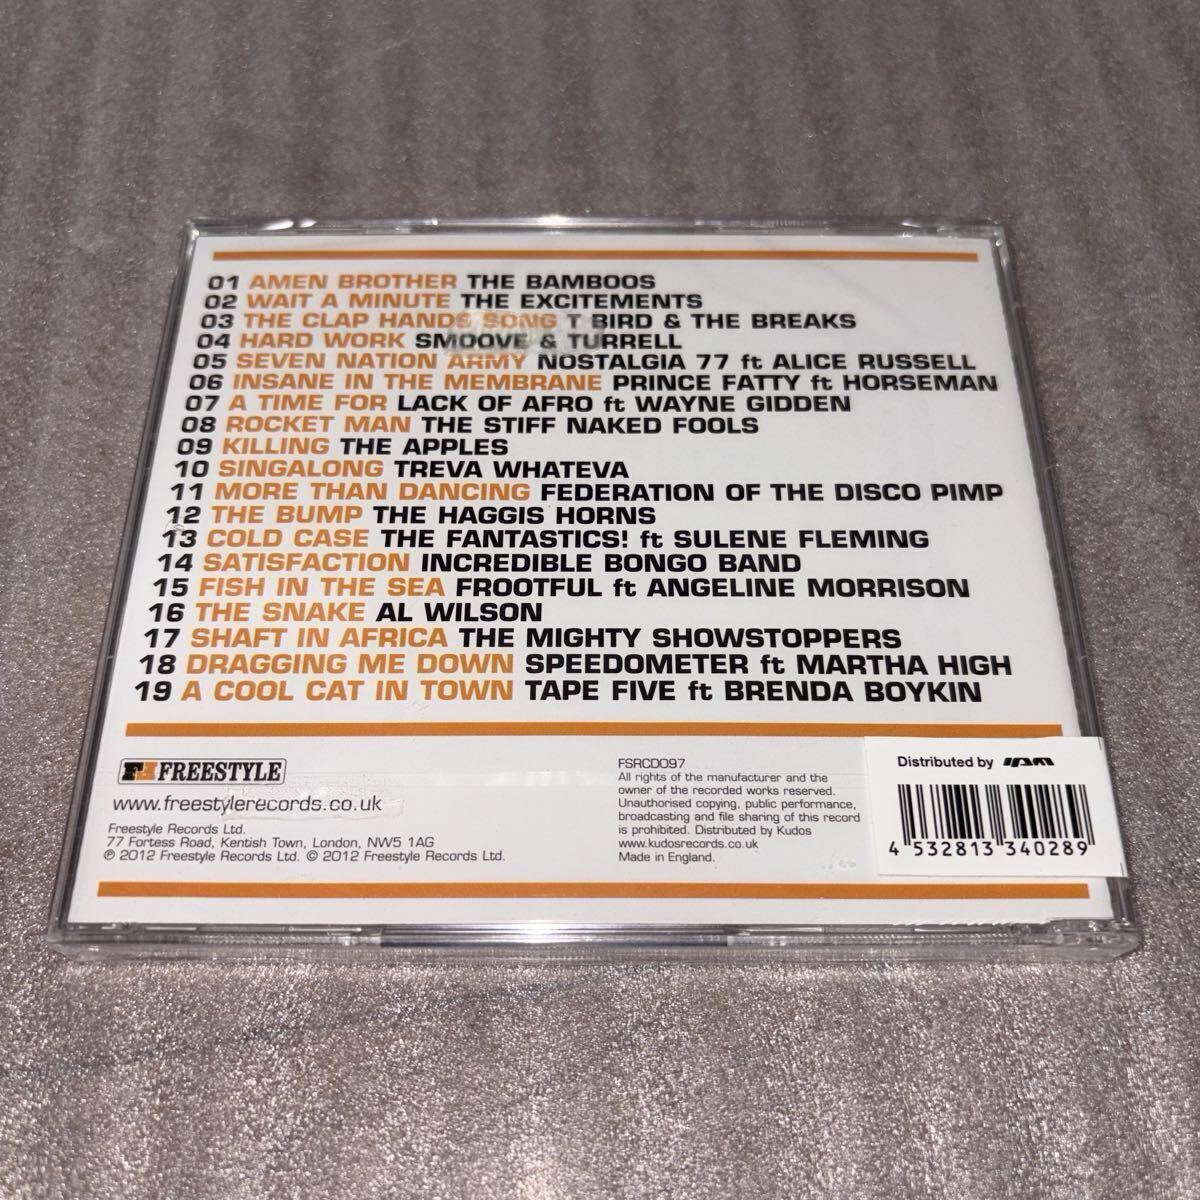 01 AMEN BROTHER THE BAMBOOS
02 WAIT A MINUTE THE EXCITEMENTS
03 THE CLAP HANDS SONG T BIRD & THE BREAKS
04 HARD WORK SMOOVE & TURRELL
05 SEVEN NATION ARMY NOSTALGIA 77 ft ALICE RUSSELL
06 INSANE IN THE MEMBRANE PRINCE FATTY ft HORSEMAN
07 A TIME FOR LACK OF AFRO ft WAYNE GIDDEN
08 ROCKET MAN THE STIFF NAKED FOOLS
09 KILLING THE APPLES
10 SINGALONG TREVA WHATEVA
11 MORE THAN DANCING FEDERATION OF THE DISCO PIMP
12 THE BUMP THE HAGGIS HORNS
13 COLD CASE THE FANTASTICS! ft SULENE FLEMING
14 SATISFACTION INCREDIBLE BONGO BAND
15 FISH IN THE SEA FROOTFUL ft ANGELINE MORRISON
16 THE SNAKE AL WILSON
17 SHAFT IN AFRICA THE MIGHTY SHOWSTOPPERS
18 DRAGGING ME DOWN SPEEDOMETER ft MARTHA HIGH
19 A COOL CAT IN TOWN TAPE FIVE ft BRENDA BOYKIN
FREESTYLE
www.freestylerecords.co.uk
Freestyle Records Ltd.
77 Fortess Road, Kentish Town, London, NW5 1AG
℗ 2012 Freestyle Records Ltd. © 2012 Freestyle Records Ltd.
FSRCD097
All rights of the manufacturer and the
owner of the recorded works reserved.
Unauthorised copying, public performance,
broadcasting and file sharing of this record
is prohibited. Distributed by Kudos
www.kudosrecords.co.uk
Made in England.
Distributed by
4 532813 340289